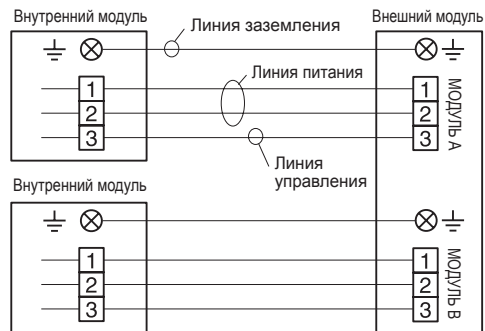 Внутренний модуль
Внешний модуль
Линия заземления
Линия питания
1
1
2
2
3
3
МОДУЛЬ A
Линия
управления
Внутренний модуль
1
1
2
2
3
3
МОДУЛЬ B